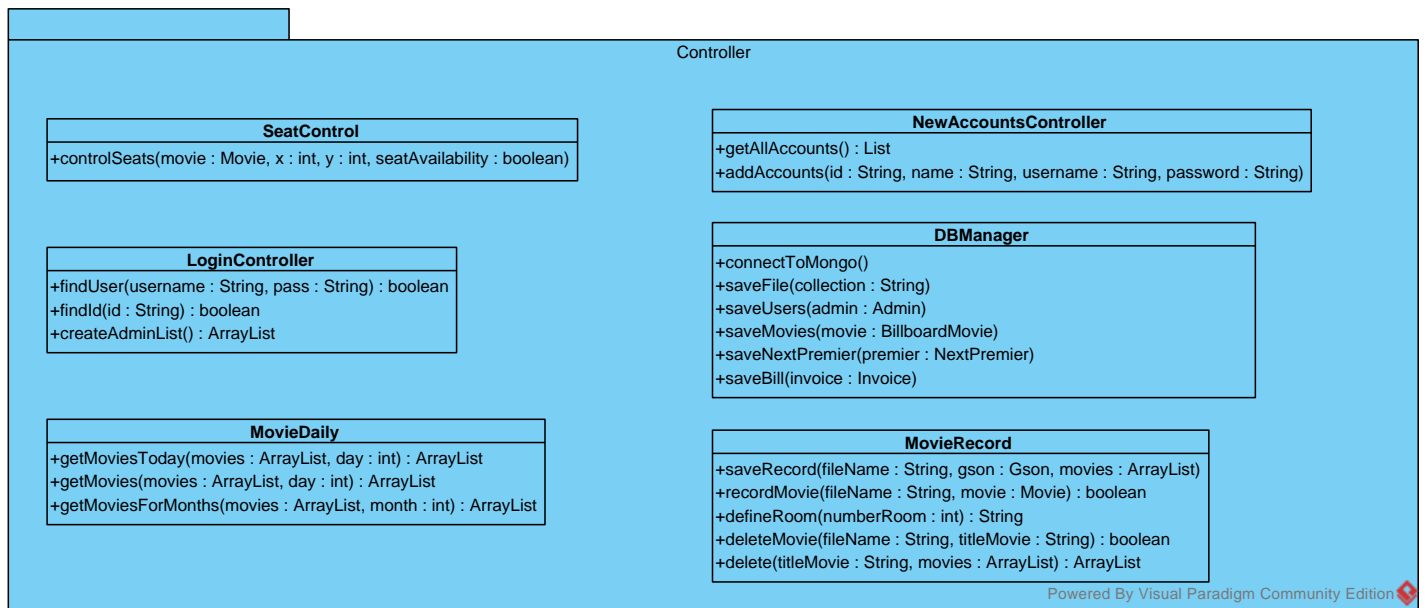 Controller
SeatControl
+controlSeats(movie : Movie, x : int, y : int, seatAvailability : boolean)
LoginController
+findUser(username : String, pass : String) : boolean
+findId(id : String) : boolean
+createAdminList() : ArrayList
MovieDaily
+getMoviesToday(movies : ArrayList, day : int) : ArrayList
+getMovies(movies : ArrayList, day : int) : ArrayList
+getMoviesForMonths(movies : ArrayList, month : int) : ArrayList
NewAccountsController
+getAllAccounts() : List
+addAccounts(id : String, name : String, username : String, password : String)
DBManager
+connectToMongo()
+saveFile(collection : String)
+saveUsers(admin : Admin)
+saveMovies(movie : BillboardMovie)
+saveNextPremier(premier : NextPremier)
+saveBill(invoice : Invoice)
MovieRecord
+saveRecord(fileName : String, gson : Gson, movies : ArrayList)
+recordMovie(fileName : String, movie : Movie) : boolean
+defineRoom(numberRoom : int) : String
+deleteMovie(fileName : String, titleMovie : String) : boolean
+delete(titleMovie : String, movies : ArrayList) : ArrayList
Powered By Visual Paradigm Community Edition